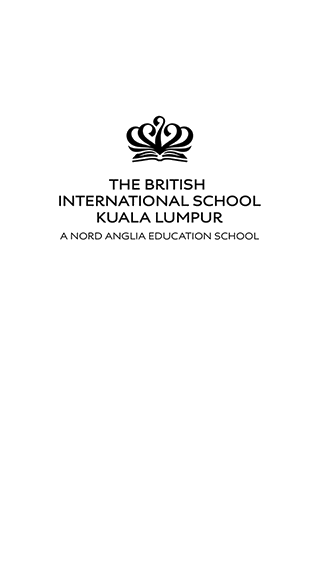 THE BRITISH
INTERNATIONAL SCHOOL
KUALA LUMPUR
A NORD ANGLIA EDUCATION SCHOOL